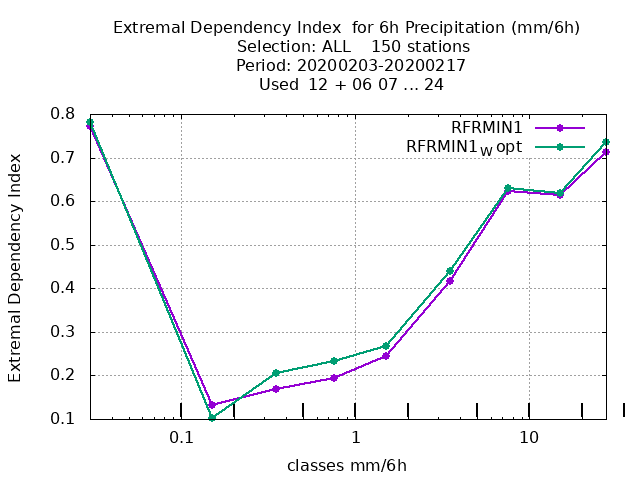 Extremal Dependency Index  for 6h Precipitation (mm/6h)
Selection: ALL    150 stations
Period: 20200203-20200217
Used  12 + 06 07 ... 24
RFRMIN1
RFRMIN1W opt
0.8
0.7
0.6
0.5
0.4
0.3
0.2
0.1
Extremal Dependency Index
0.1
1
10
classes mm/6h